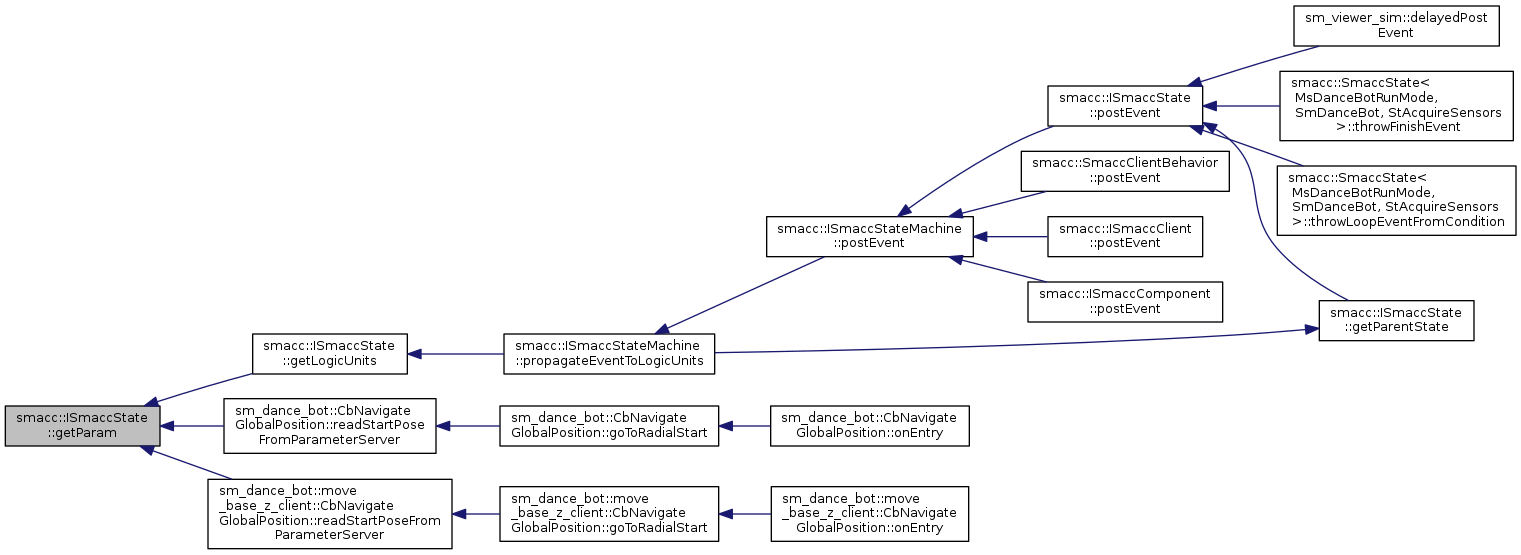 sm_viewer_sim::delayedPost
Event
smacc::SmaccState<
MsDanceBotRunMode,
SmDanceBot, StAcquireSensors
>::throwFinishEvent
smacc::ISmaccState
::postEvent
smacc::SmaccClientBehavior
::postEvent
smacc::SmaccState<
MsDanceBotRunMode,
SmDanceBot, StAcquireSensors
>::throwLoopEventFromCondition
smacc::ISmaccStateMachine
::postEvent
smacc::ISmaccClient
::postEvent
smacc::ISmaccComponent
::postEvent
smacc::ISmaccState
::getParentState
smacc::ISmaccState
::getLogicUnits
smacc::ISmaccStateMachine
::propagateEventToLogicUnits
smacc::ISmaccState
::getParam
sm_dance_bot::CbNavigate
GlobalPosition::readStartPose
FromParameterServer
sm_dance_bot::CbNavigate
GlobalPosition::goToRadialStart
sm_dance_bot::CbNavigate
GlobalPosition::onEntry
sm_dance_bot::move
_base_z_client::CbNavigate
GlobalPosition::readStartPoseFrom
ParameterServer
sm_dance_bot::move
_base_z_client::CbNavigate
GlobalPosition::goToRadialStart
sm_dance_bot::move
_base_z_client::CbNavigate
GlobalPosition::onEntry